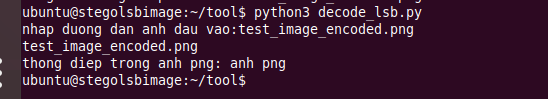 ubuntu@stegolsbimage:~/tool$ python3 decode_lsb.py
nhap duong dan anh dau vao:test_image_encoded.png
test_image_encoded.png
thong diep trong anh png: anh png
ubuntu@stegolsbimage:~/tool$